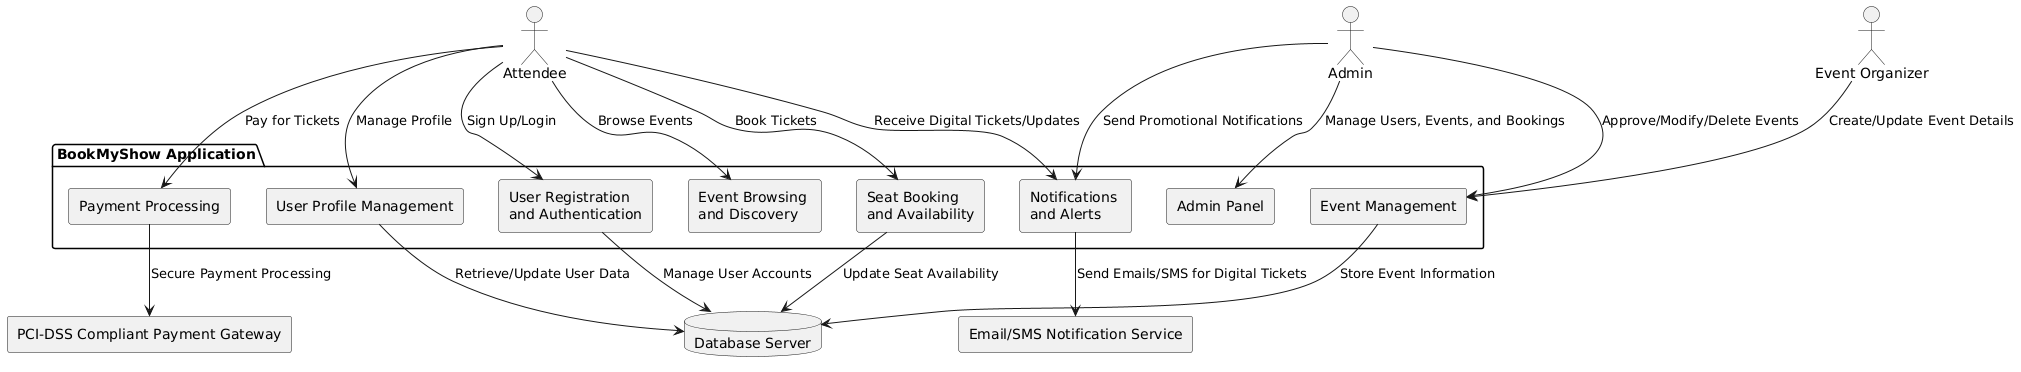 Attendee
Admin
Event Organizer
Pay for Tickets
Manage Profile
Sign Up/Login
Browse Events
Book Tickets
Receive Digital Tickets/Updates
Send Promotional Notifications
Manage Users, Events, and Bookings
Approve/Modify/Delete Events
Create/Update Event Details
BookMyShow Application
Payment Processing
User Profile Management
User Registration
and Authentication
Event Browsing
and Discovery
Seat Booking
and Availability
Notifications
and Alerts
Admin Panel
Event Management
Secure Payment Processing
Retrieve/Update User Data
Manage User Accounts
Update Seat Availability
Send Emails/SMS for Digital Tickets
Store Event Information
PCI-DSS Compliant Payment Gateway
Database Server
Email/SMS Notification Service